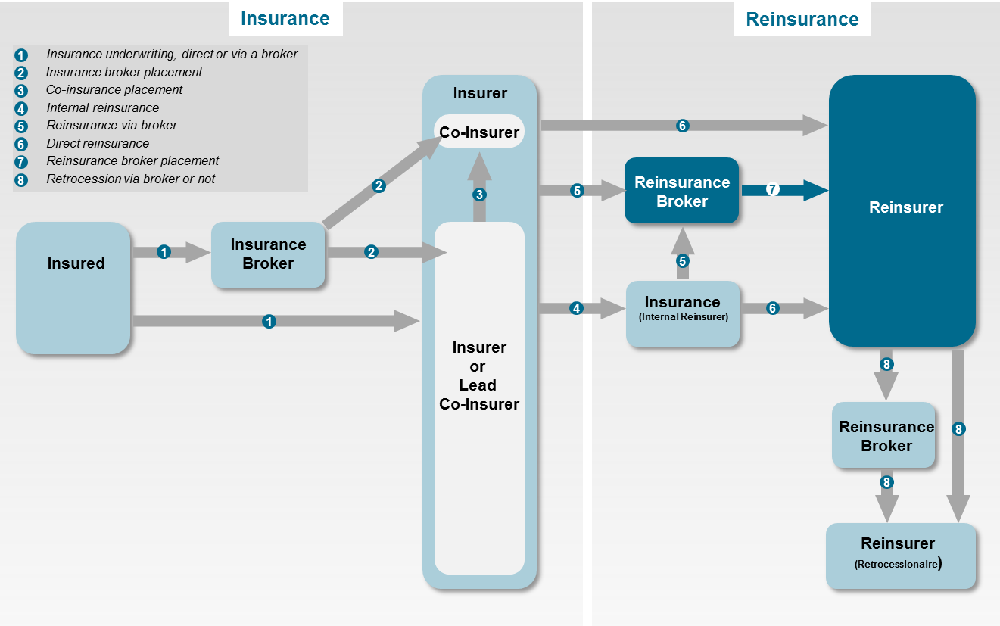 Insurance
Reinsurance
1 Insurance underwriting, direct or via a broker
2 Insurance broker placement
3 Co-insurance placement
4 Internal reinsurance
5 Reinsurance via broker
6 Direct reinsurance
7 Reinsurance broker placement
8 Retrocession via broker or not
Insurer
Co-Insurer
6
2
3
5
Reinsurance
Broker
7
Reinsurer
Insured
1
Insurance
Broker
2
5
1
4
Insurance
(Internal Reinsurer)
6
Insurer
or
Lead
Co-Insurer
8
Reinsurance
Broker
8
8
Reinsurer
(Retrocessionaire)